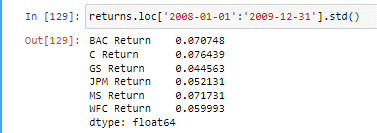 In [129]: returns.loc['2008-01-01':'2009-12-31'].std()
Out[129]: BAC Return    0.070748
C Return      0.076439
GS Return     0.044563
JPM Return    0.052131
MS Return     0.071731
WFC Return    0.059993
dtype: float64